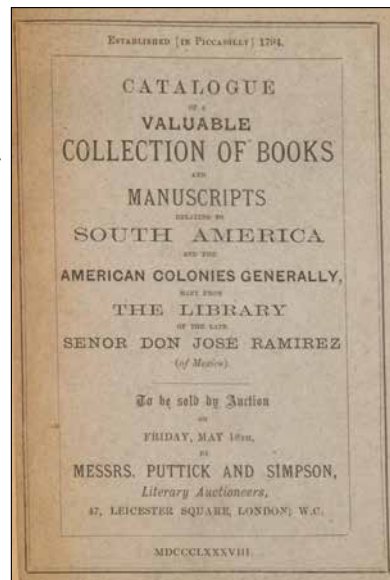 ESTABLISHED [IN PICCADILLY] 1794.
CATALOGUE
OF A
VALUABLE
COLLECTION OF BOOKS
AND
MANUSCRIPTS
RELATING TO
SOUTH AMERICA
AND THE
AMERICAN COLONIES GENERALLY,
MANY FROM
THE LIBRARY
OF THE LATE
SENOR DON JOSÉ RAMIREZ
(of Mexico).
To be sold by Auction
ON
FRIDAY, MAY 18TH,
BY
MESSRS. PUTTICK AND SIMPSON,
Literary Auctioneers,
47, LEICESTER SQUARE, LONDON, W.C.
MDCCCLXXXVIII.